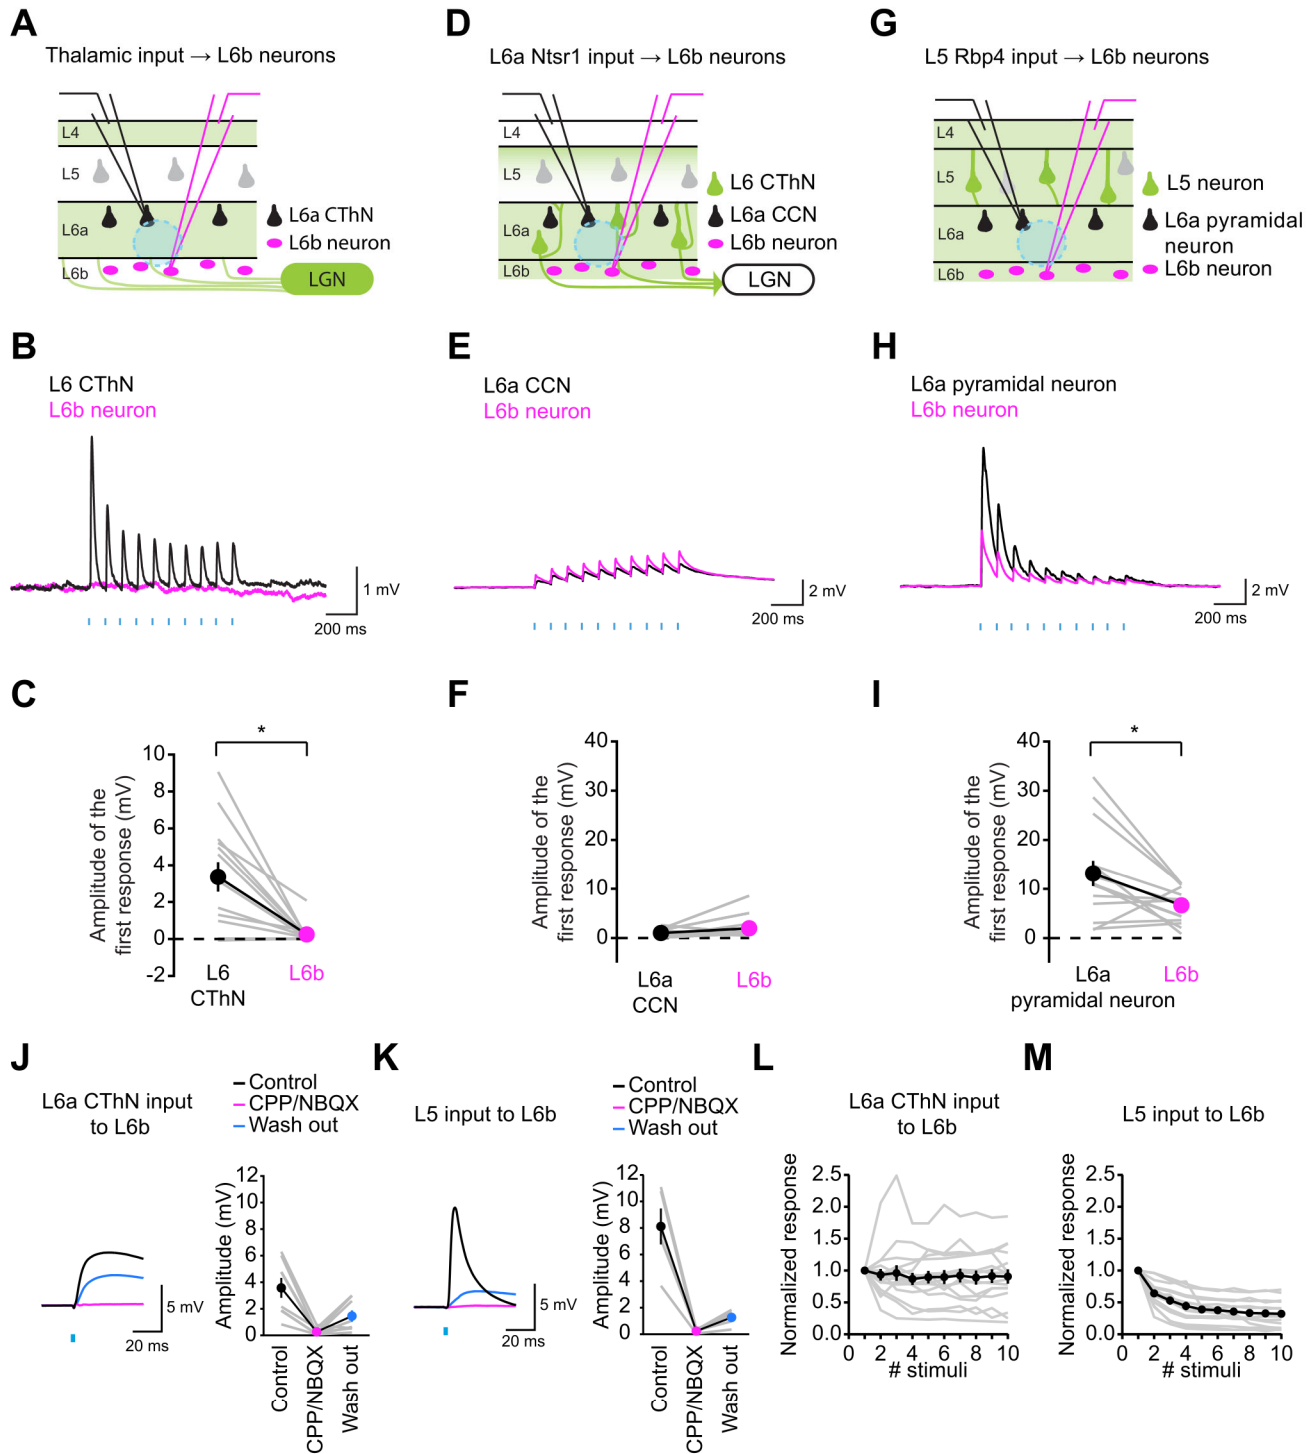 A
Thalamic input → L6b neurons
L4
L5
L6a
L6b
L6a CThN
L6b neuron
LGN
D
L6a Ntsr1 input → L6b neurons
L4
L5
L6a
L6b
L6 CThN
L6a CCN
L6b neuron
LGN
G
L5 Rbp4 input → L6b neurons
L4
L5
L6a
L6b
L5 neuron
L6a pyramidal
neuron
L6b neuron
B
L6 CThN
L6b neuron
1 mV
200 ms
E
L6a CCN
L6b neuron
2 mV
200 ms
H
L6a pyramidal neuron
L6b neuron
2 mV
200 ms
C
*
Amplitude of the
first response (mV)
10
8
6
4
2
0
-2
L6
CThN
L6b
F
Amplitude of the
first response (mV)
40
30
20
10
0
L6a
CCN
L6b
I
*
Amplitude of the
first response (mV)
40
30
20
10
0
L6a
pyramidal neuron
L6b
J
L6a CThN input
to L6b
Control
CPP/NBQX
Wash out
5 mV
20 ms
Amplitude (mV)
12
10
8
6
4
2
0
Control
CPP/NBQX
Wash out
K
L5 input to L6b
Control
CPP/NBQX
Wash out
5 mV
20 ms
Amplitude (mV)
12
10
8
6
4
2
0
Control
CPP/NBQX
Wash out
L
L6a CThN input
to L6b
Normalized response
2.5
2.0
1.5
1.0
0.5
0.0
0 2 4 6 8 10
# stimuli
M
L5 input to L6b
Normalized response
2.5
2.0
1.5
1.0
0.5
0.0
0 2 4 6 8 10
# stimuli